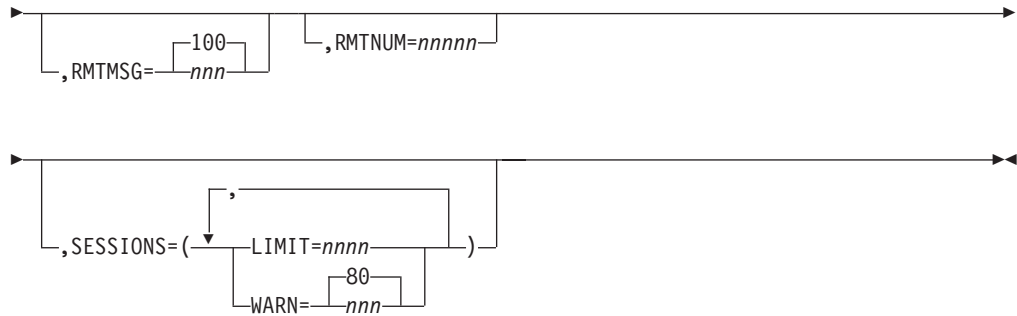 100
,RMTMSG= nnn ,RMTNUM=nnnnn
,
,SESSIONS=( LIMIT=nnnn )
80
WARN= nnn